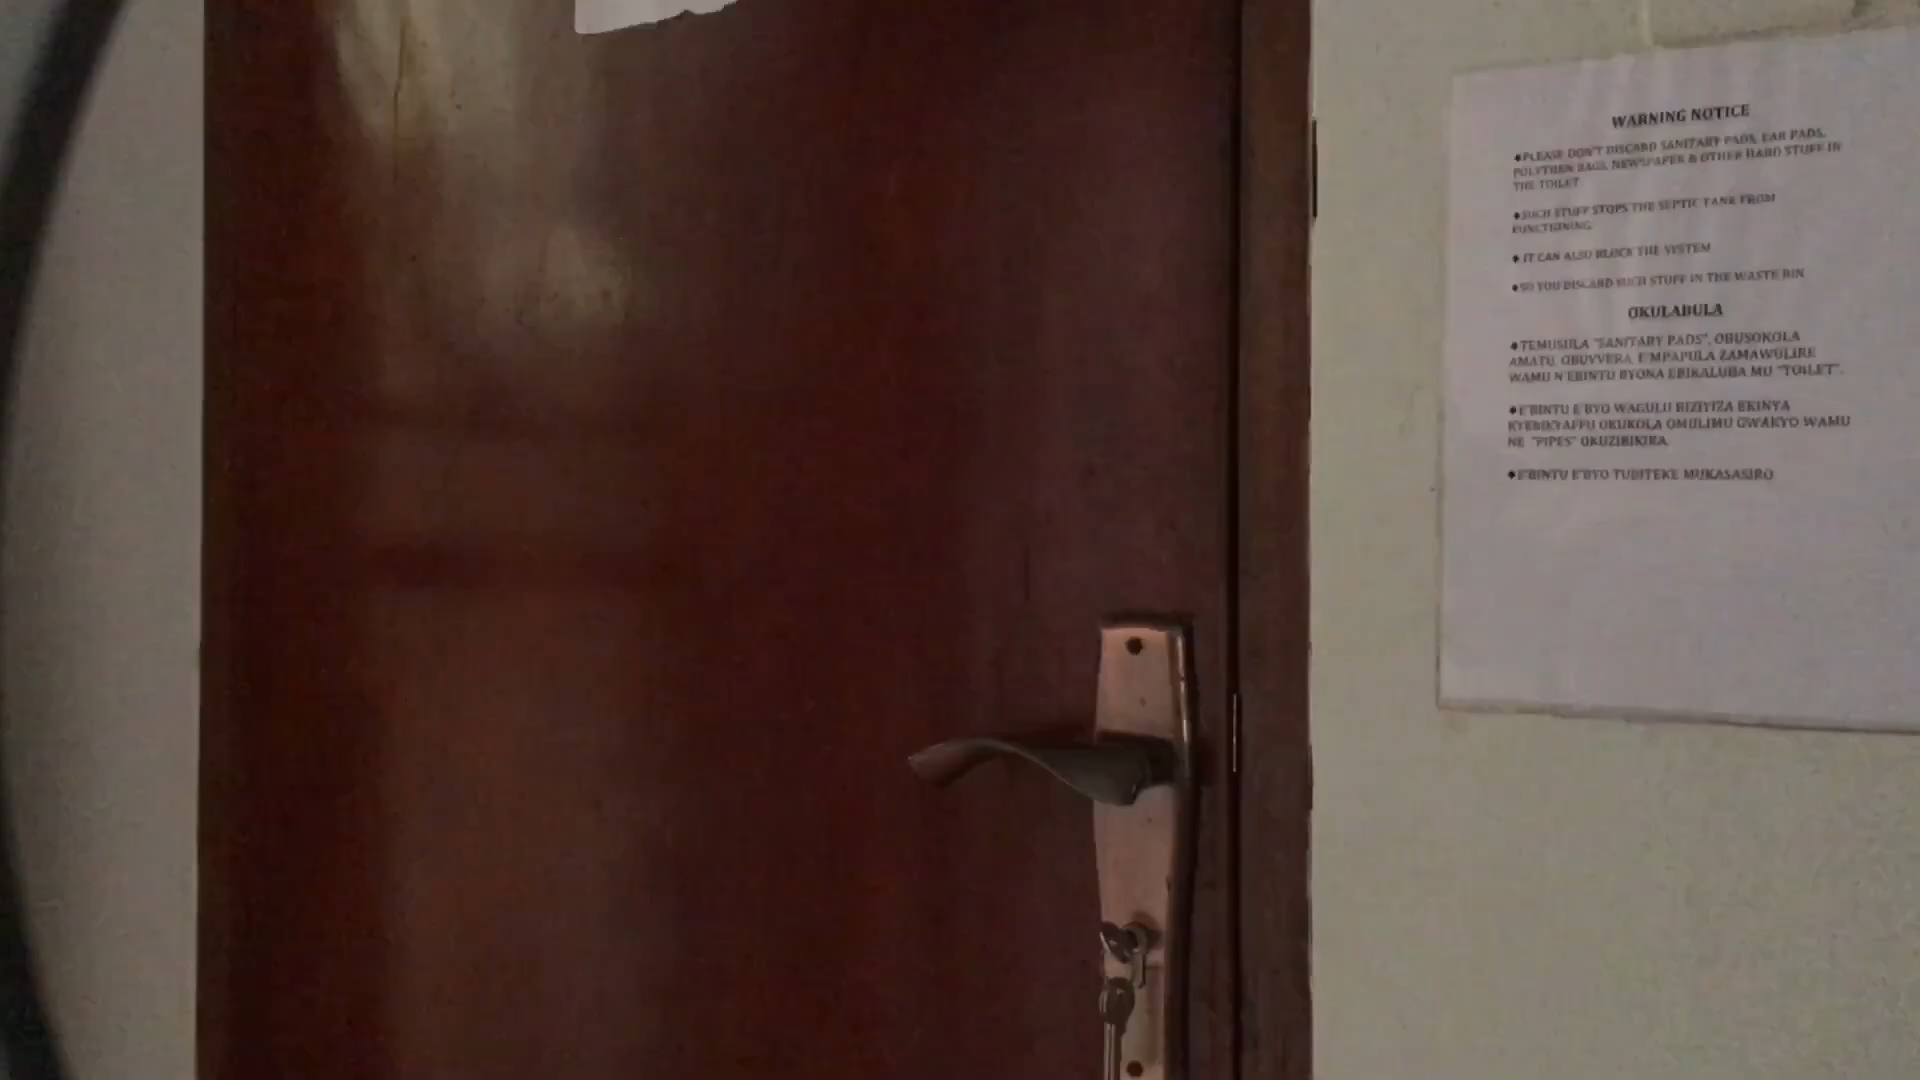 WARNING NOTICE
♦PLEASE DON'T DISCARD SANITARY PADS, EAR PADS,
POLYTHEN BAGS, NEWSPAPER & OTHER HARD STUFF IN
THE TOILET
♦SUCH STUFF STOPS THE SEPTIC TANK FROM
FUNCTIONING
♦ IT CAN ALSO BLOCK THE SYSTEM
♦SO YOU DISCARD SUCH STUFF IN THE WASTE BIN
OKULABULA
♦TEMUSUULA "SANITARY PADS", OBUSOKOLA
AMATU, OBUVVERA, E'MPAPULA ZAMAWULIRE
WAMU N'EBINTU BYONA EBIKALUBA MU "TOILET".
♦E'BINTU E'BYO WAGULU BIZIYIZA EKINYA
KYEBIKYAFFU OKUKOLA OMULIMU GWAKYO WAMU
NE "PIPES" OKUZIBIKIRA
♦E'BINTU E'BYO TUBITEKE MUKASASIRO